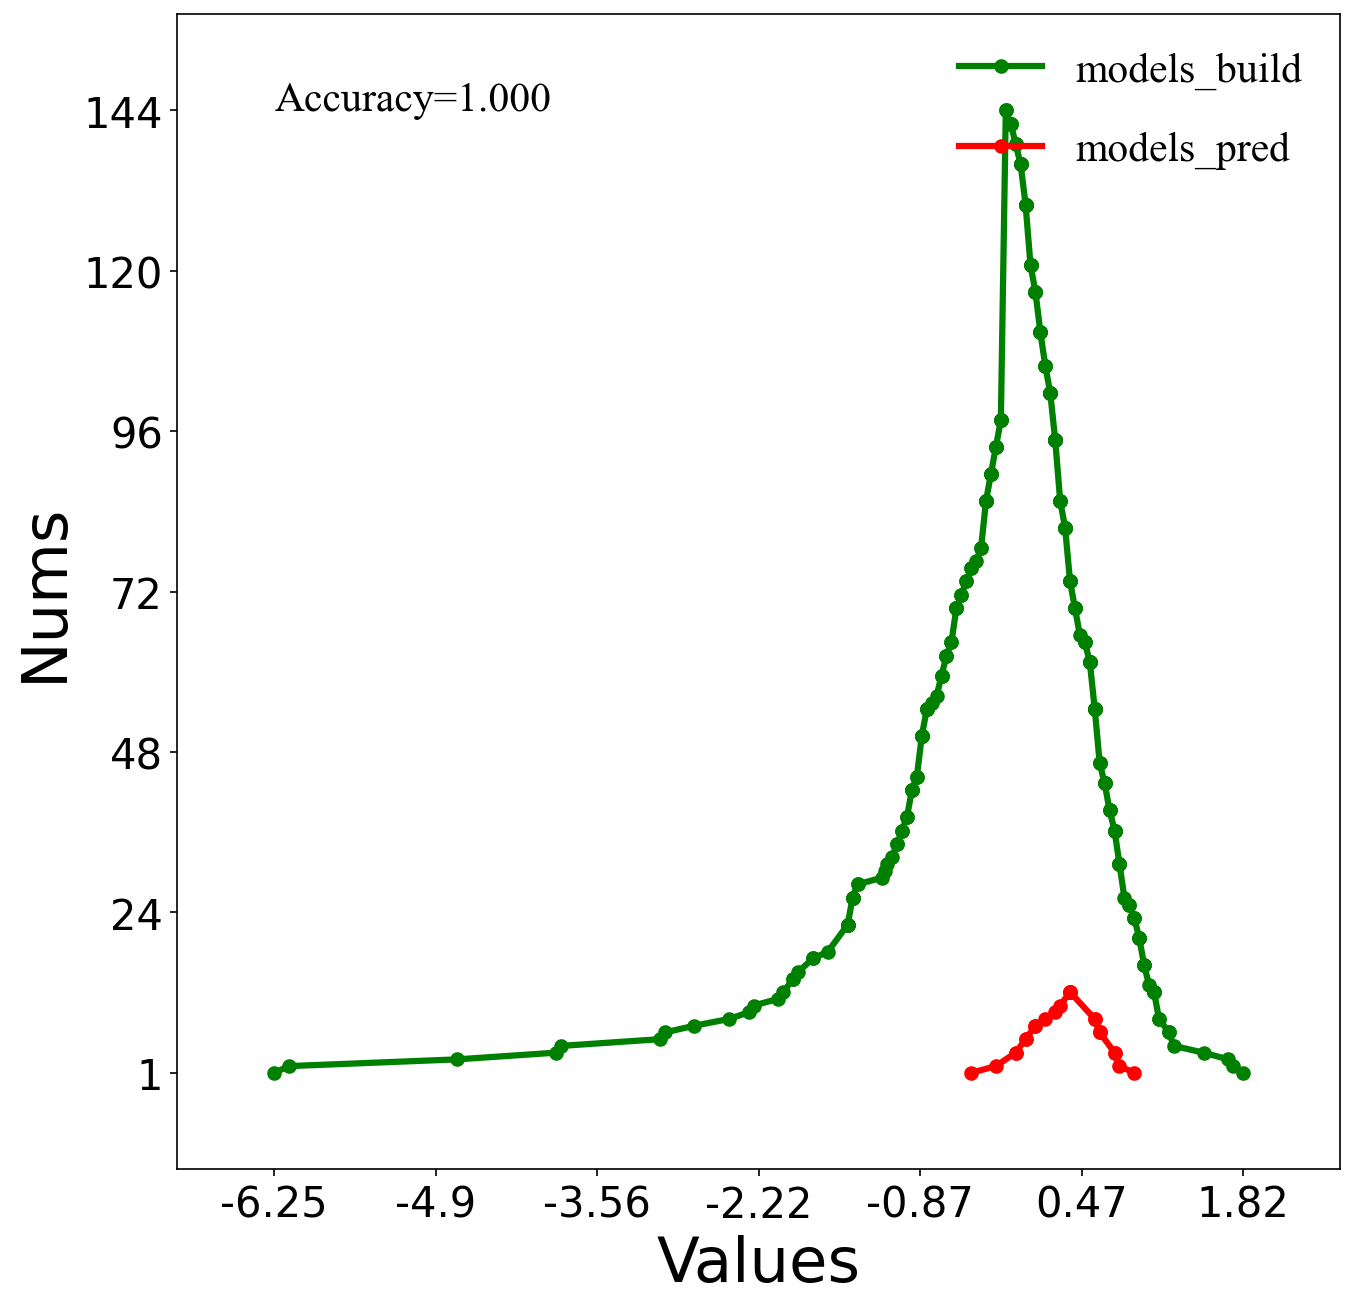 Accuracy=1.000
models_build
models_pred
144
120
96
72
48
24
1
Nums
-6.25 -4.9 -3.56 -2.22 -0.87 0.47 1.82
Values